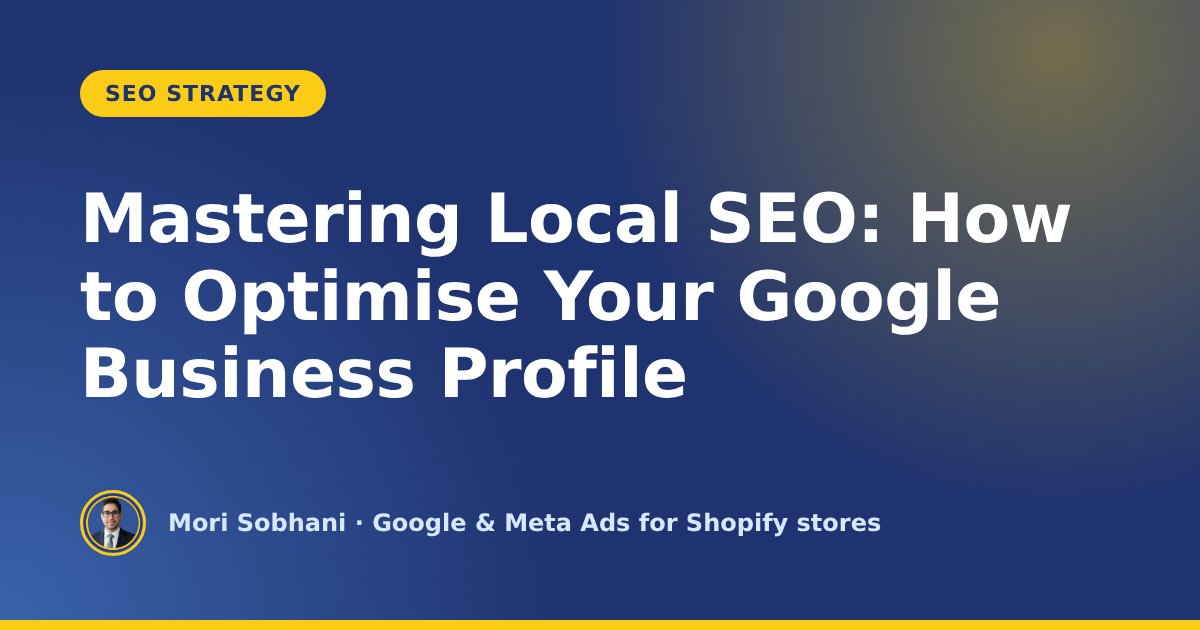 SEO STRATEGY
Mastering Local SEO: How
to Optimise Your Google
Business Profile
Mori Sobhani · Google & Meta Ads for Shopify stores